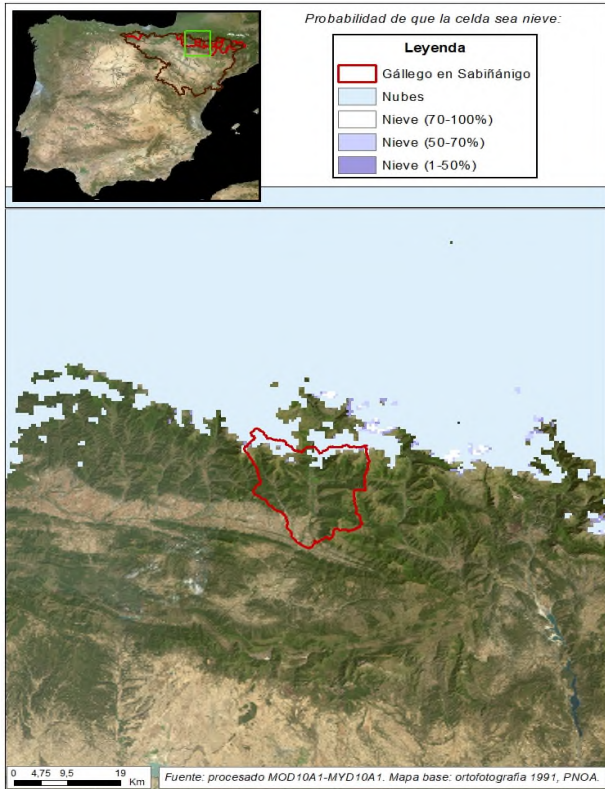 Probabilidad de que la celda sea nieve:
Leyenda
Gállego en Sabiñánigo
Nubes
Nieve (70-100%)
Nieve (50-70%)
Nieve (1-50%)
0 4,75 9,5 19
Km
Fuente: procesado MOD10A1-MYD10A1. Mapa base: ortofotografía 1991, PNOA.